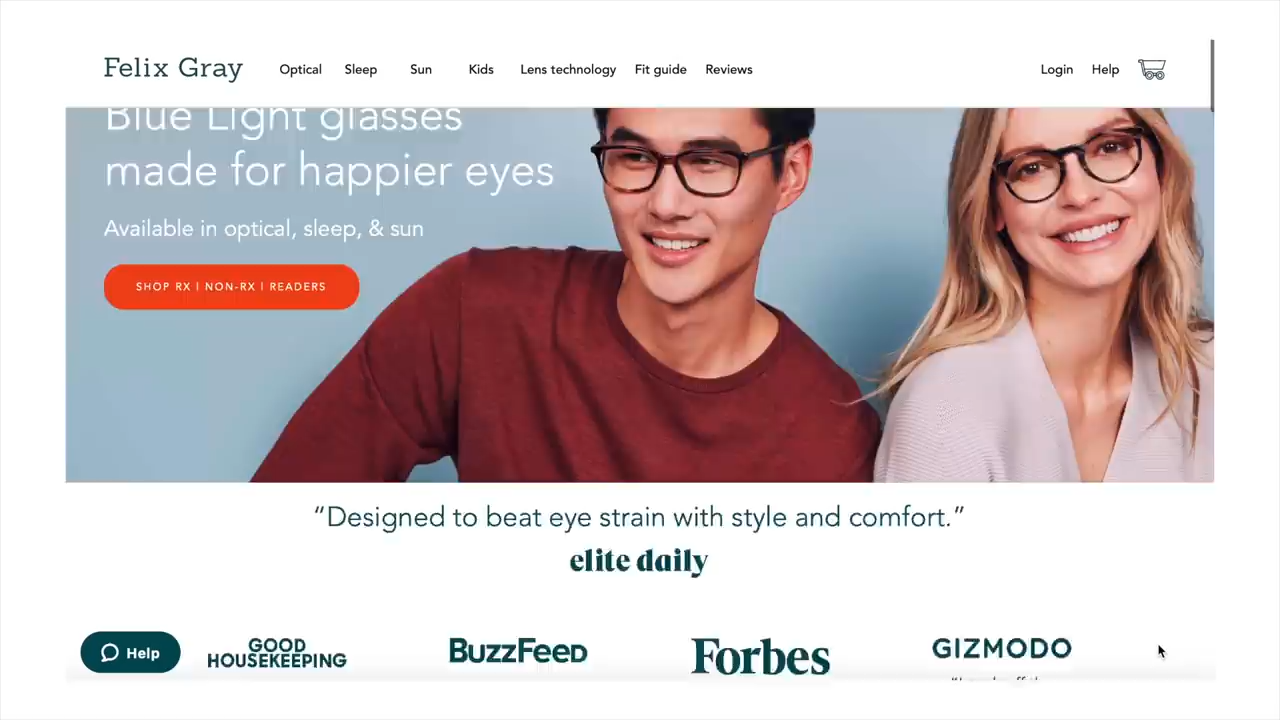 Felix Gray
Optical Sleep Sun Kids Lens technology Fit guide Reviews
Login Help
Blue Light glasses
made for happier eyes
Available in optical, sleep, & sun
SHOP RX | NON-RX | READERS
“Designed to beat eye strain with style and comfort.”
elite daily
Help
GOOD
HOUSEKEEPING
BuzzFeed
Forbes
GIZMODO